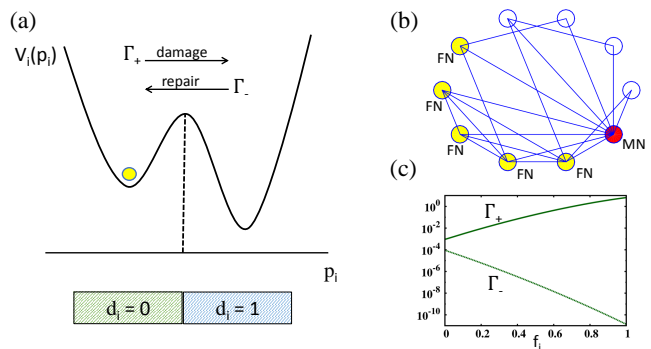 (a)
V_i(p_i)
Γ_+ damage
repair Γ_-
p_i
d_i = 0 d_i = 1
(b)
FN
FN
FN
FN
FN
MN
(c)
10^0
10^-2
10^-4
10^-6
10^-8
10^-10
Γ_+
Γ_-
0 0.2 0.4 0.6 0.8 1
f_i